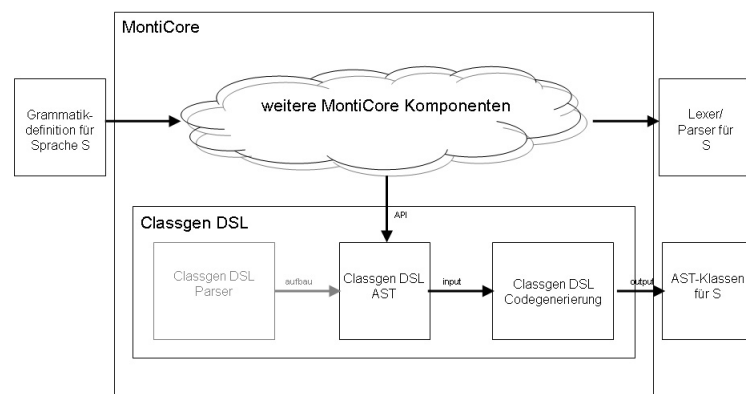 MontiCore
weitere MontiCore Komponenten
Grammatik-
definition für
Sprache S
Lexer/
Parser für
S
API
Classgen DSL
Classgen DSL
Parser
aufbau
Classgen DSL
AST
input
Classgen DSL
Codegenerierung
output
AST-Klassen
für S